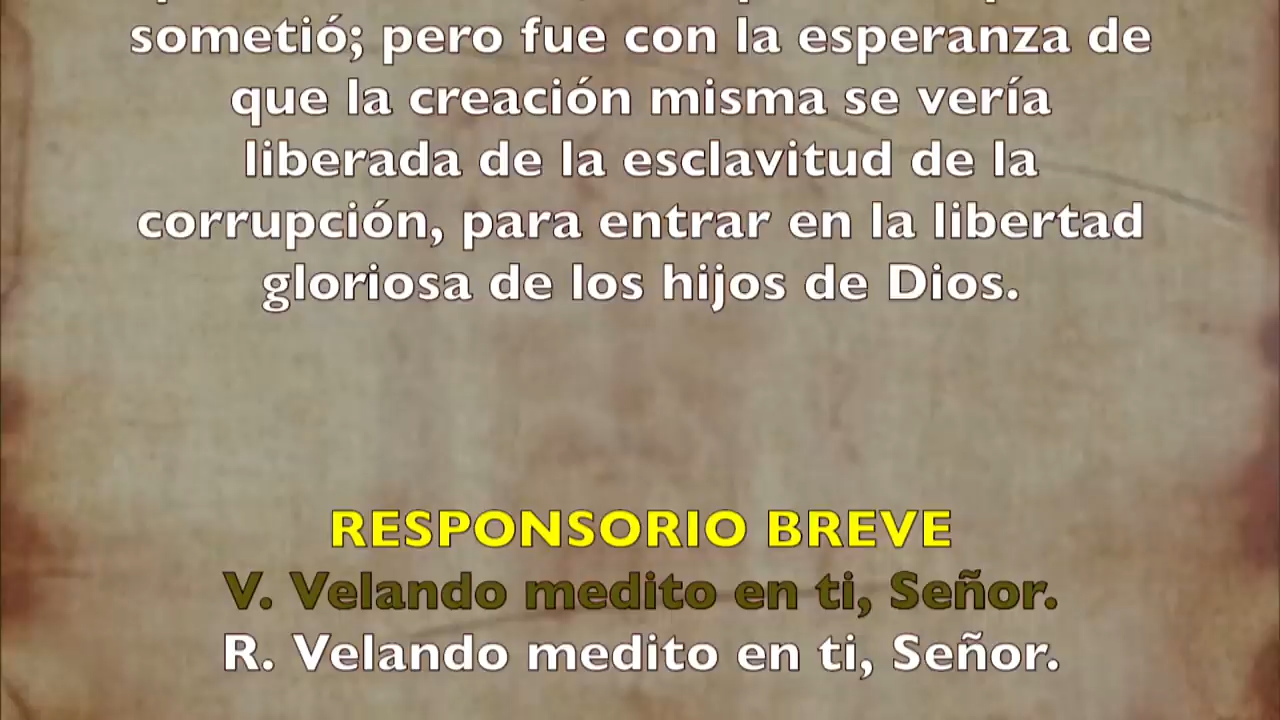 sometió; pero fue con la esperanza de
que la creación misma se vería
liberada de la esclavitud de la
corrupción, para entrar en la libertad
gloriosa de los hijos de Dios.
RESPONSORIO BREVE
V. Velando medito en ti, Señor.
R. Velando medito en ti, Señor.